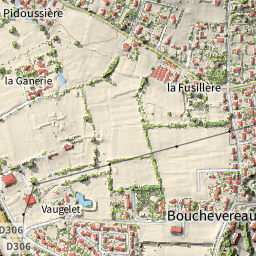 Pidoussière
la Ganerie
la Fusillère
Vaugelet
Bouchevereau
D306
D306